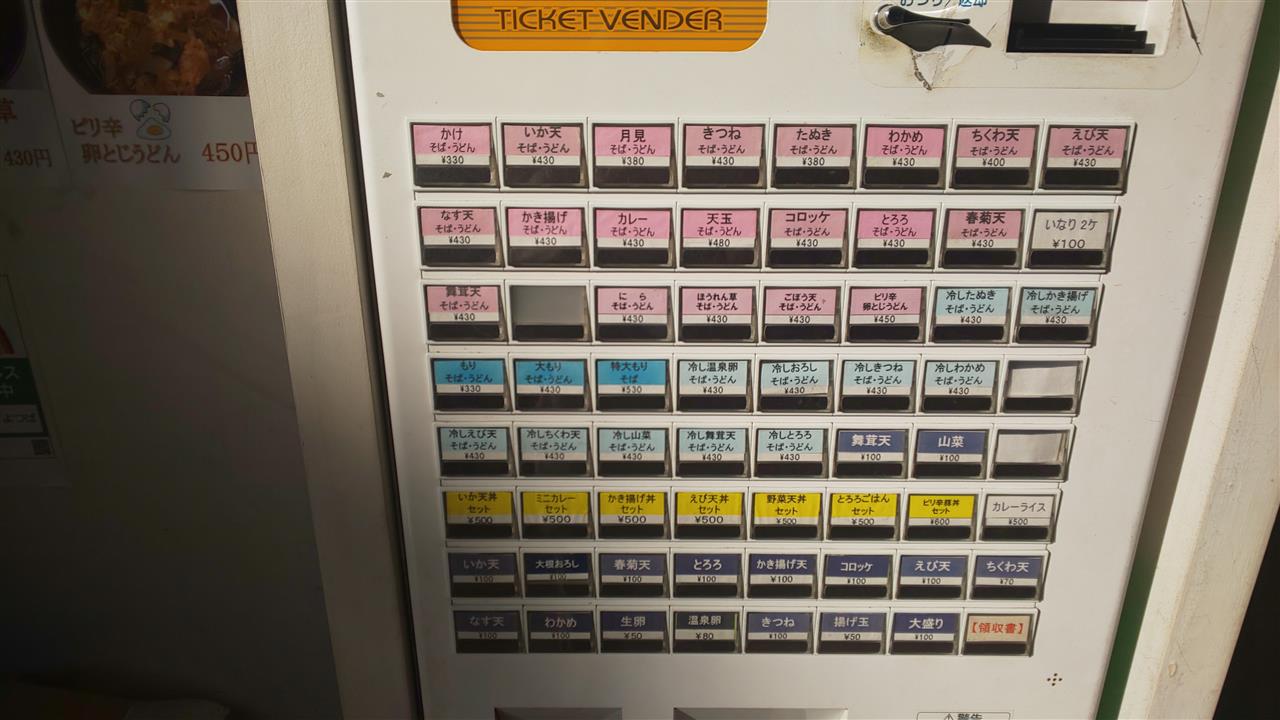 TICKET VENDER
おつり/返却
草
430円
ピリ辛
卵とじうどん 450円
かけ
そば・うどん
¥330
いか天
そば・うどん
¥430
月見
そば・うどん
¥380
きつね
そば・うどん
¥430
たぬき
そば・うどん
¥380
わかめ
そば・うどん
¥430
ちくわ天
そば・うどん
¥400
えび天
そば・うどん
¥430
なす天
そば・うどん
¥430
かき揚げ
そば・うどん
¥430
カレー
そば・うどん
¥430
天玉
そば・うどん
¥480
コロッケ
そば・うどん
¥430
とろろ
そば・うどん
¥430
春菊天
そば・うどん
¥430
いなり2ケ
¥100
舞茸天
そば・うどん
¥430
にら
そば・うどん
¥430
ほうれん草
そば・うどん
¥430
ごぼう天
そば・うどん
¥430
ピリ辛
卵とじうどん
¥450
冷したぬき
そば・うどん
¥430
冷しかき揚げ
そば・うどん
¥430
もり
そば・うどん
¥330
大もり
そば・うどん
¥430
特大もり
そば
¥530
冷し温泉卵
そば・うどん
¥430
冷しおろし
そば・うどん
¥430
冷しきつね
そば・うどん
¥430
冷しわかめ
そば・うどん
¥430
冷しえび天
そば・うどん
¥430
冷しちくわ天
そば・うどん
¥430
冷し山菜
そば・うどん
¥430
冷し舞茸天
そば・うどん
¥430
冷しとろろ
そば・うどん
¥430
舞茸天
¥100
山菜
¥100
いか天丼
セット
¥500
ミニカレー
セット
¥500
かき揚げ丼
セット
¥500
えび天丼
セット
¥500
野菜天丼
セット
¥500
とろろごはん
セット
¥500
ピリ辛豚丼
セット
¥600
カレーライス
¥500
いか天
¥100
大根おろし
¥100
春菊天
¥100
とろろ
¥100
かき揚げ天
¥100
コロッケ
¥100
えび天
¥100
ちくわ天
¥70
なす天
¥100
わかめ
¥100
生卵
¥50
温泉卵
¥80
きつね
¥100
揚げ玉
¥50
大盛り
¥100
【領収書】
⚠警告